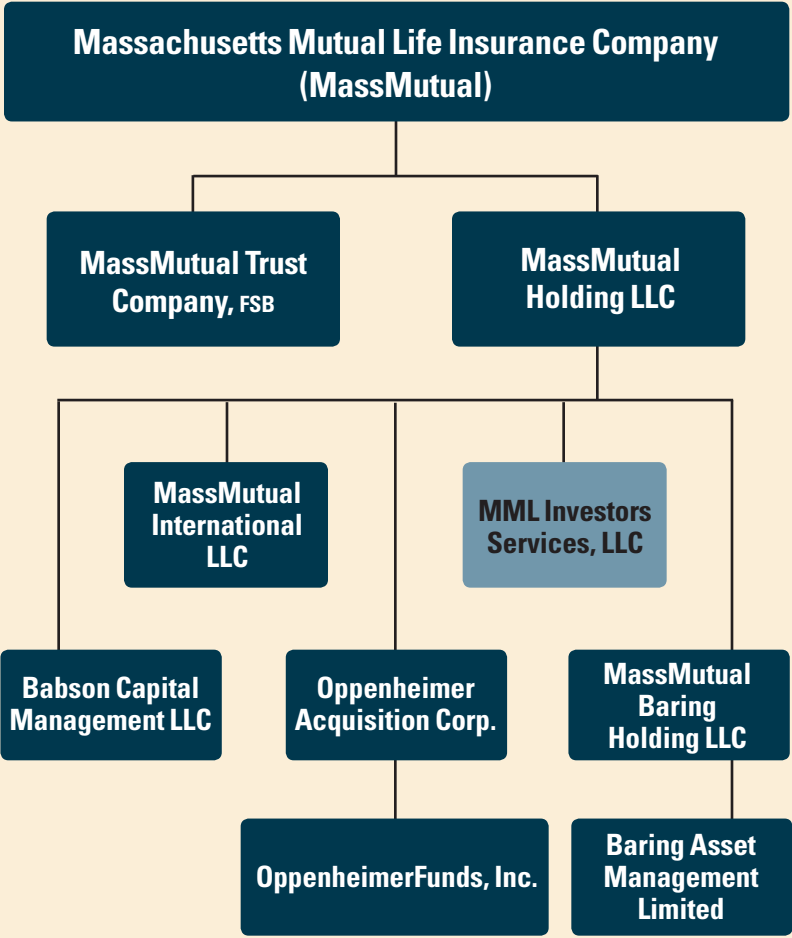 Massachusetts Mutual Life Insurance Company
(MassMutual)
MassMutual Trust
Company, FSB
MassMutual
Holding LLC
MassMutual
International
LLC
MML Investors
Services, LLC
Babson Capital
Management LLC
Oppenheimer
Acquisition Corp.
MassMutual
Baring
Holding LLC
OppenheimerFunds, Inc.
Baring Asset
Management
Limited